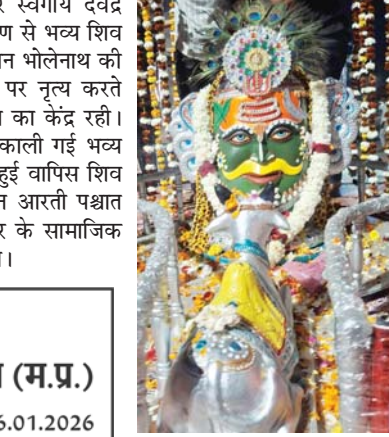 स्वर्गीय देवेंद्र
ण से भव्य शिव
न भोलेनाथ की
पर नृत्य करते
का केंद्र रही।
काली गई भव्य
हुई वापिस शिव
न आरती पश्चात
र के सामाजिक
(म.प्र.)
6.01.2026